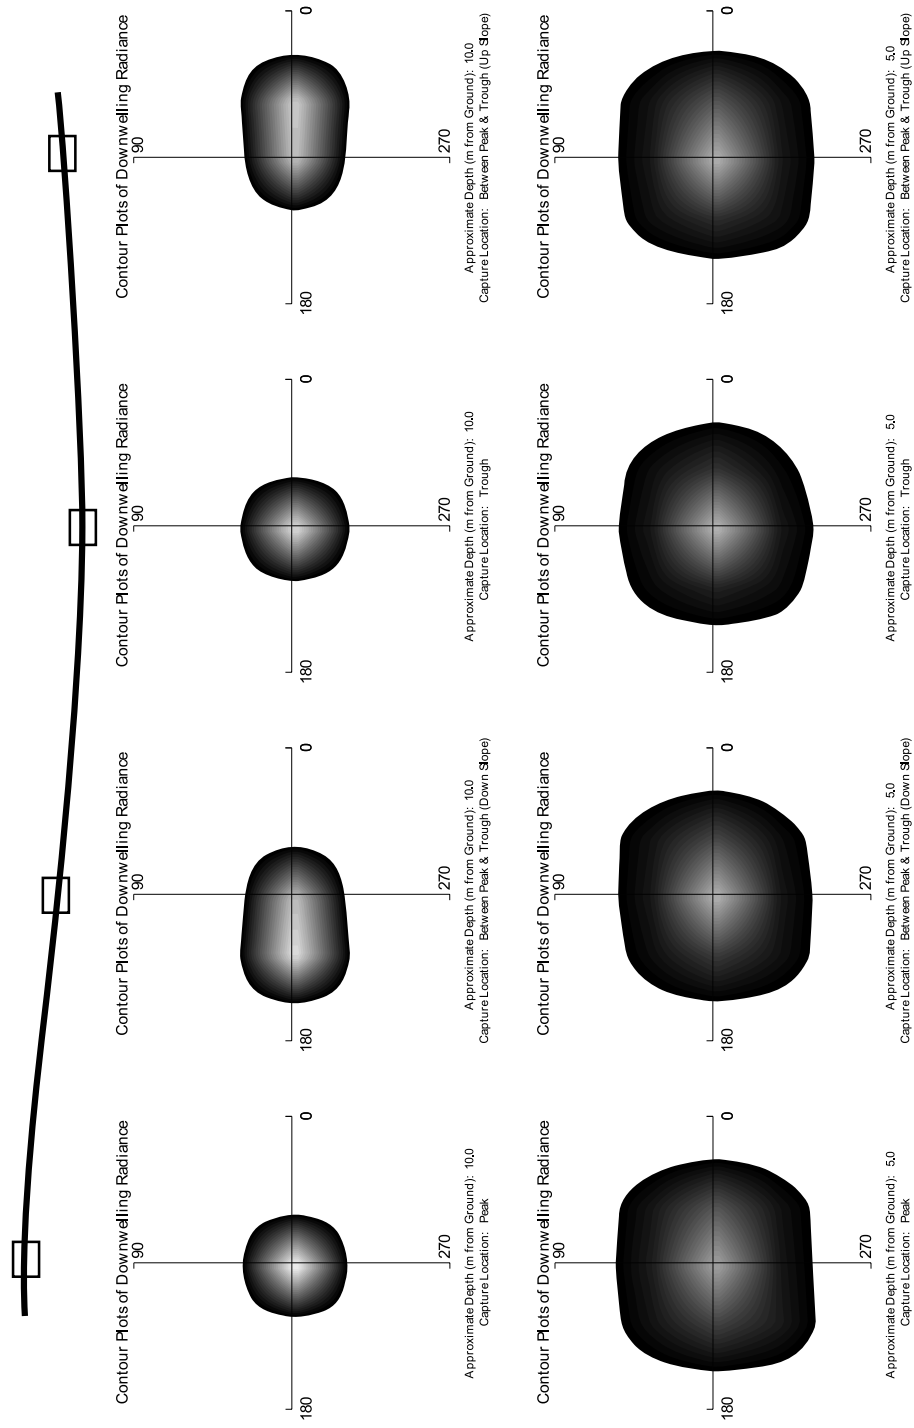 Contour Plots of Downwelling Radiance
90
180
0
270
Approximate Depth (m from Ground): 10.0
Capture Location: Peak
Contour Plots of Downwelling Radiance
90
180
0
270
Approximate Depth (m from Ground): 10.0
Capture Location: Between Peak & Trough (Down Slope)
Contour Plots of Downwelling Radiance
90
180
0
270
Approximate Depth (m from Ground): 10.0
Capture Location: Trough
Contour Plots of Downwelling Radiance
90
180
0
270
Approximate Depth (m from Ground): 10.0
Capture Location: Between Peak & Trough (Up Slope)
Contour Plots of Downwelling Radiance
90
180
0
270
Approximate Depth (m from Ground): 5.0
Capture Location: Peak
Contour Plots of Downwelling Radiance
90
180
0
270
Approximate Depth (m from Ground): 5.0
Capture Location: Between Peak & Trough (Down Slope)
Contour Plots of Downwelling Radiance
90
180
0
270
Approximate Depth (m from Ground): 5.0
Capture Location: Trough
Contour Plots of Downwelling Radiance
90
180
0
270
Approximate Depth (m from Ground): 5.0
Capture Location: Between Peak & Trough (Up Slope)